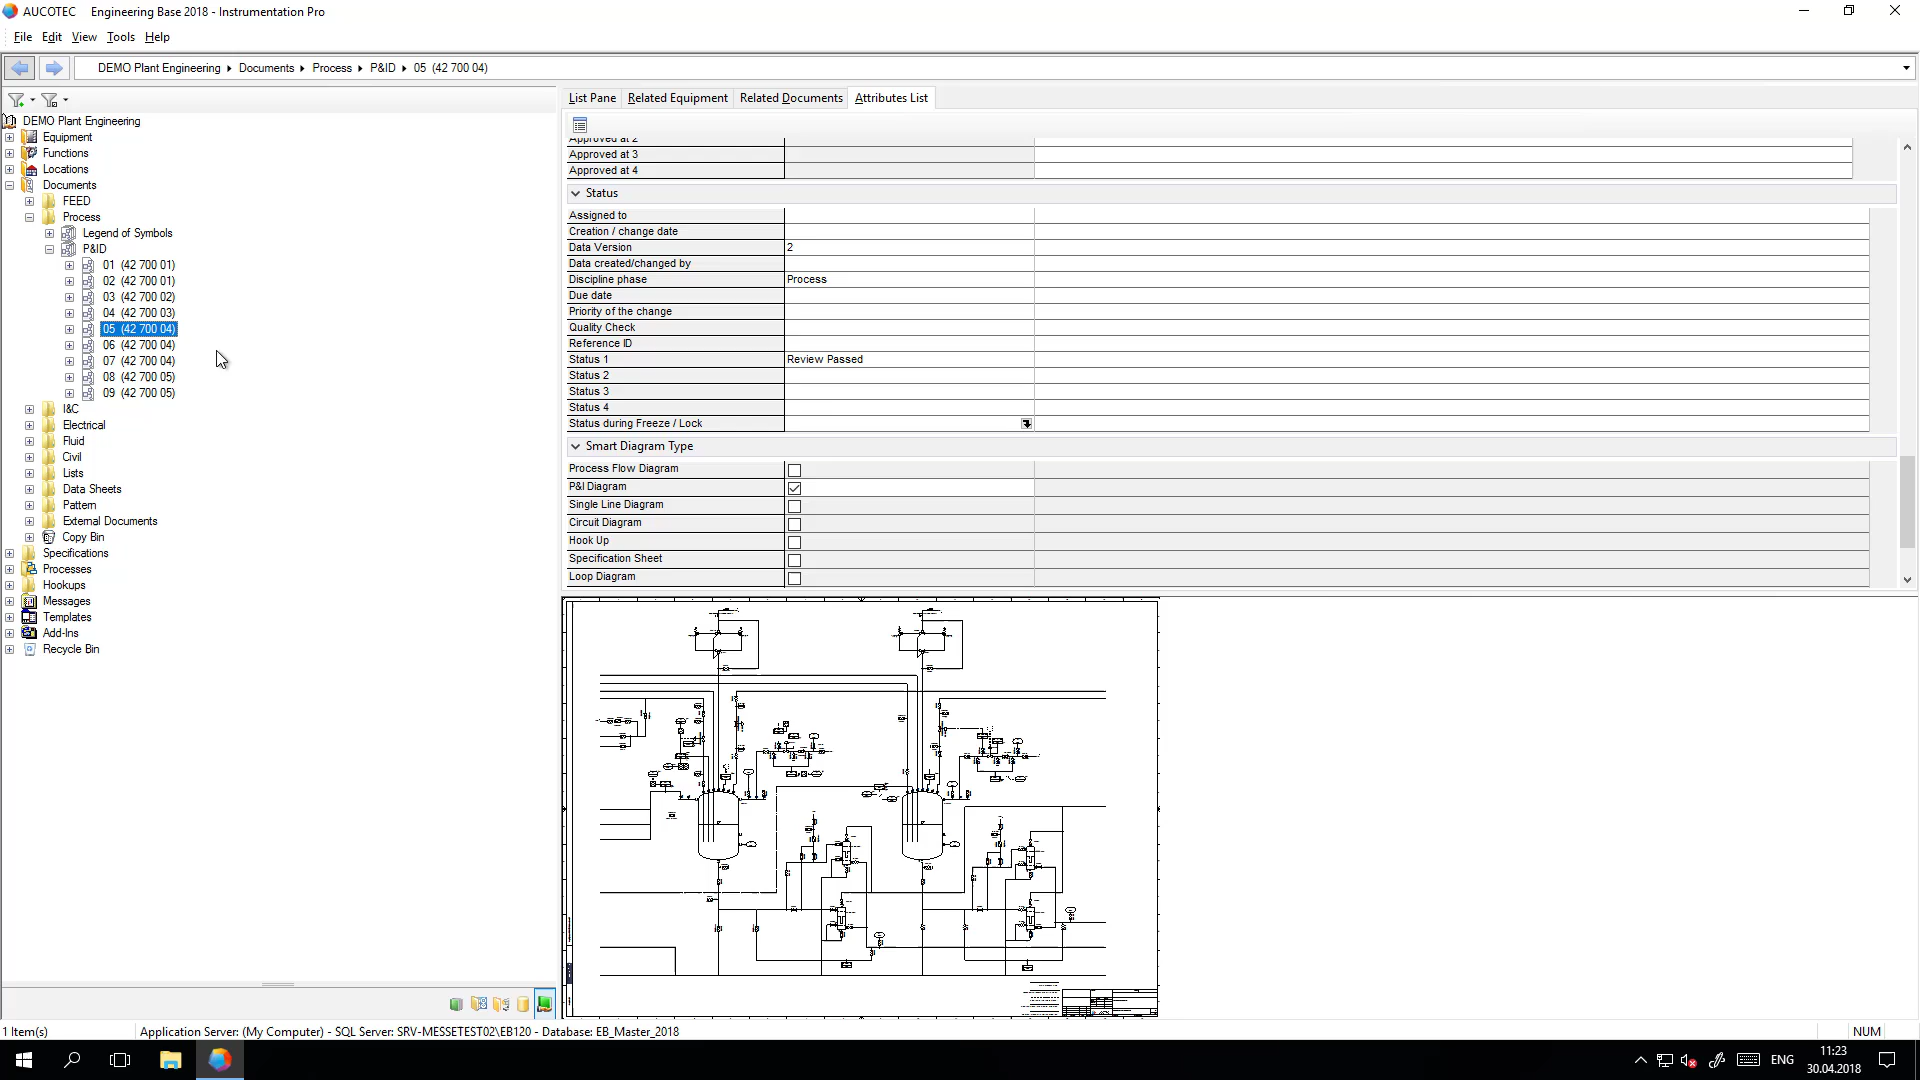 AUCOTEC Engineering Base 2018 - Instrumentation Pro
File Edit View Tools Help
DEMO Plant Engineering Documents Process P&ID 05 (42 700 04)
DEMO Plant Engineering
Equipment
Functions
Locations
Documents
FEED
Process
Legend of Symbols
P&ID
01 (42 700 01)
02 (42 700 01)
03 (42 700 02)
04 (42 700 03)
05 (42 700 04)
06 (42 700 04)
07 (42 700 04)
08 (42 700 05)
09 (42 700 05)
I&C
Electrical
Fluid
Civil
Lists
Data Sheets
Pattern
External Documents
Copy Bin
Specifications
Processes
Hookups
Messages
Templates
Add-Ins
Recycle Bin
List Pane Related Equipment Related Documents Attributes List
Approved at 2
Approved at 3
Approved at 4
Status
Assigned to
Creation / change date
Data Version 2
Data created/changed by
Discipline phase Process
Due date
Priority of the change
Quality Check
Reference ID
Status 1 Review Passed
Status 2
Status 3
Status 4
Status during Freeze / Lock
Smart Diagram Type
Process Flow Diagram
P&I Diagram
Single Line Diagram
Circuit Diagram
Hook Up
Specification Sheet
Loop Diagram
1 Item(s) Application Server: (My Computer) - SQL Server: SRV-MESSETEST02\EB120 - Database: EB_Master_2018 NUM
ENG
11:23
30.04.2018